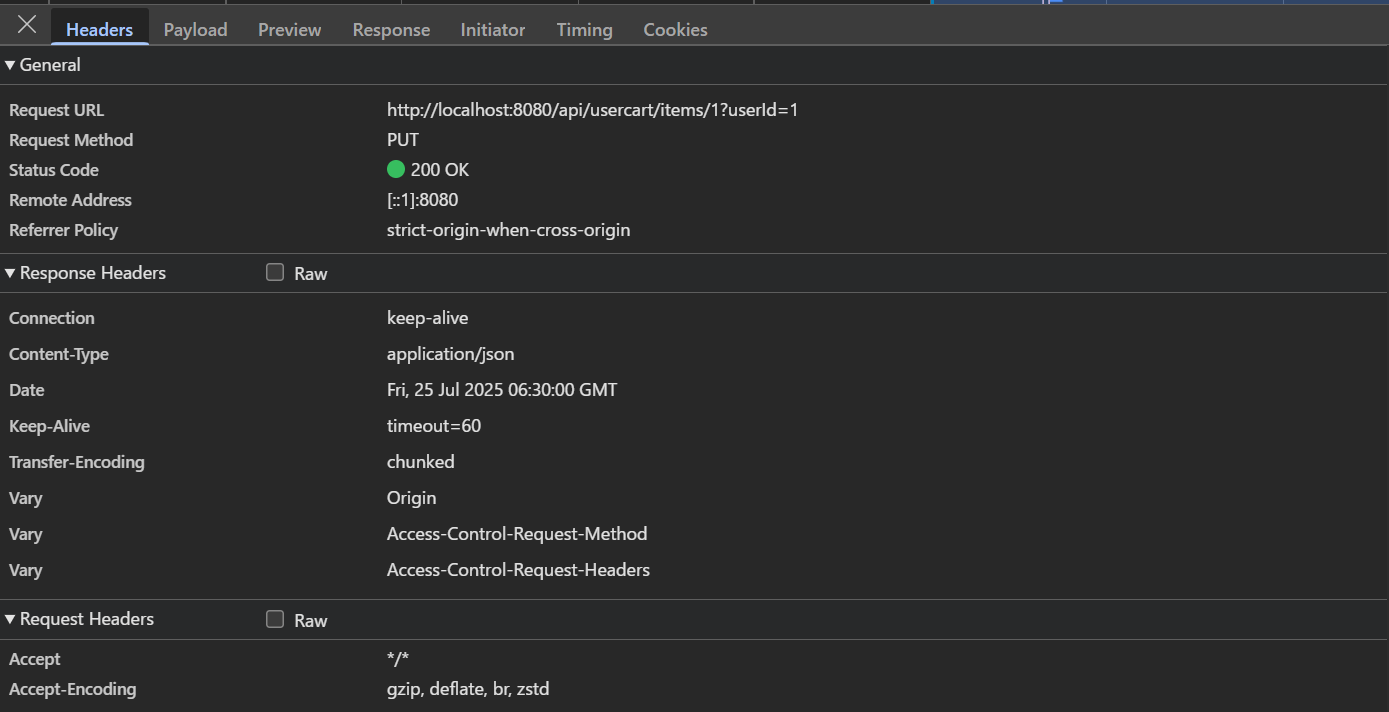 Headers Payload Preview Response Initiator Timing Cookies
General
Request URL http://localhost:8080/api/usercart/items/1?userId=1
Request Method PUT
Status Code 200 OK
Remote Address [::1]:8080
Referrer Policy strict-origin-when-cross-origin
Response Headers Raw
Connection keep-alive
Content-Type application/json
Date Fri, 25 Jul 2025 06:30:00 GMT
Keep-Alive timeout=60
Transfer-Encoding chunked
Vary Origin
Vary Access-Control-Request-Method
Vary Access-Control-Request-Headers
Request Headers Raw
Accept */*
Accept-Encoding gzip, deflate, br, zstd